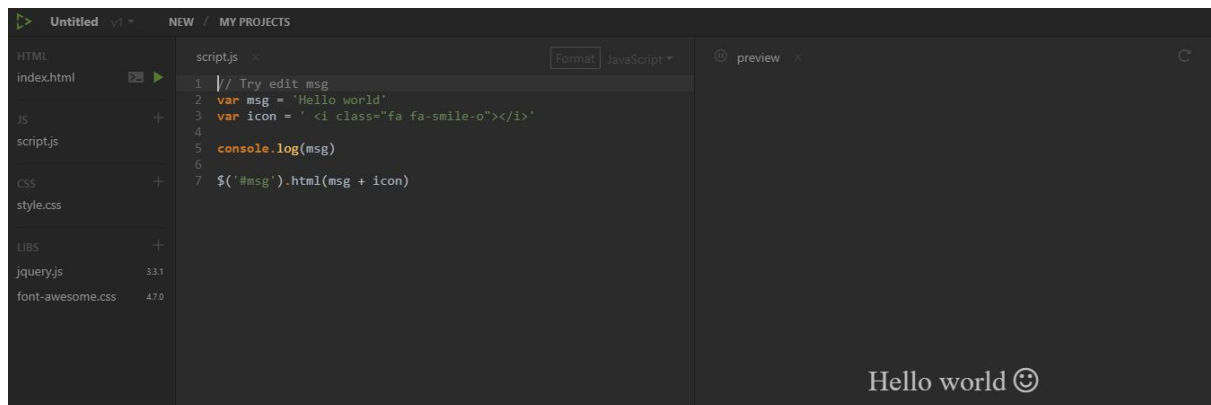 Untitled v1 NEW / MY PROJECTS
HTML
index.html
JS
script.js
CSS
style.css
LIBS
jquery.js 3.3.1
font-awesome.css 4.7.0
script.js × Format JavaScript
1 // Try edit msg
2 var msg = 'Hello world'
3 var icon = ' <i class="fa fa-smile-o"></i>'
4
5 console.log(msg)
6
7 $('#msg').html(msg + icon)
preview ×
Hello world ☺